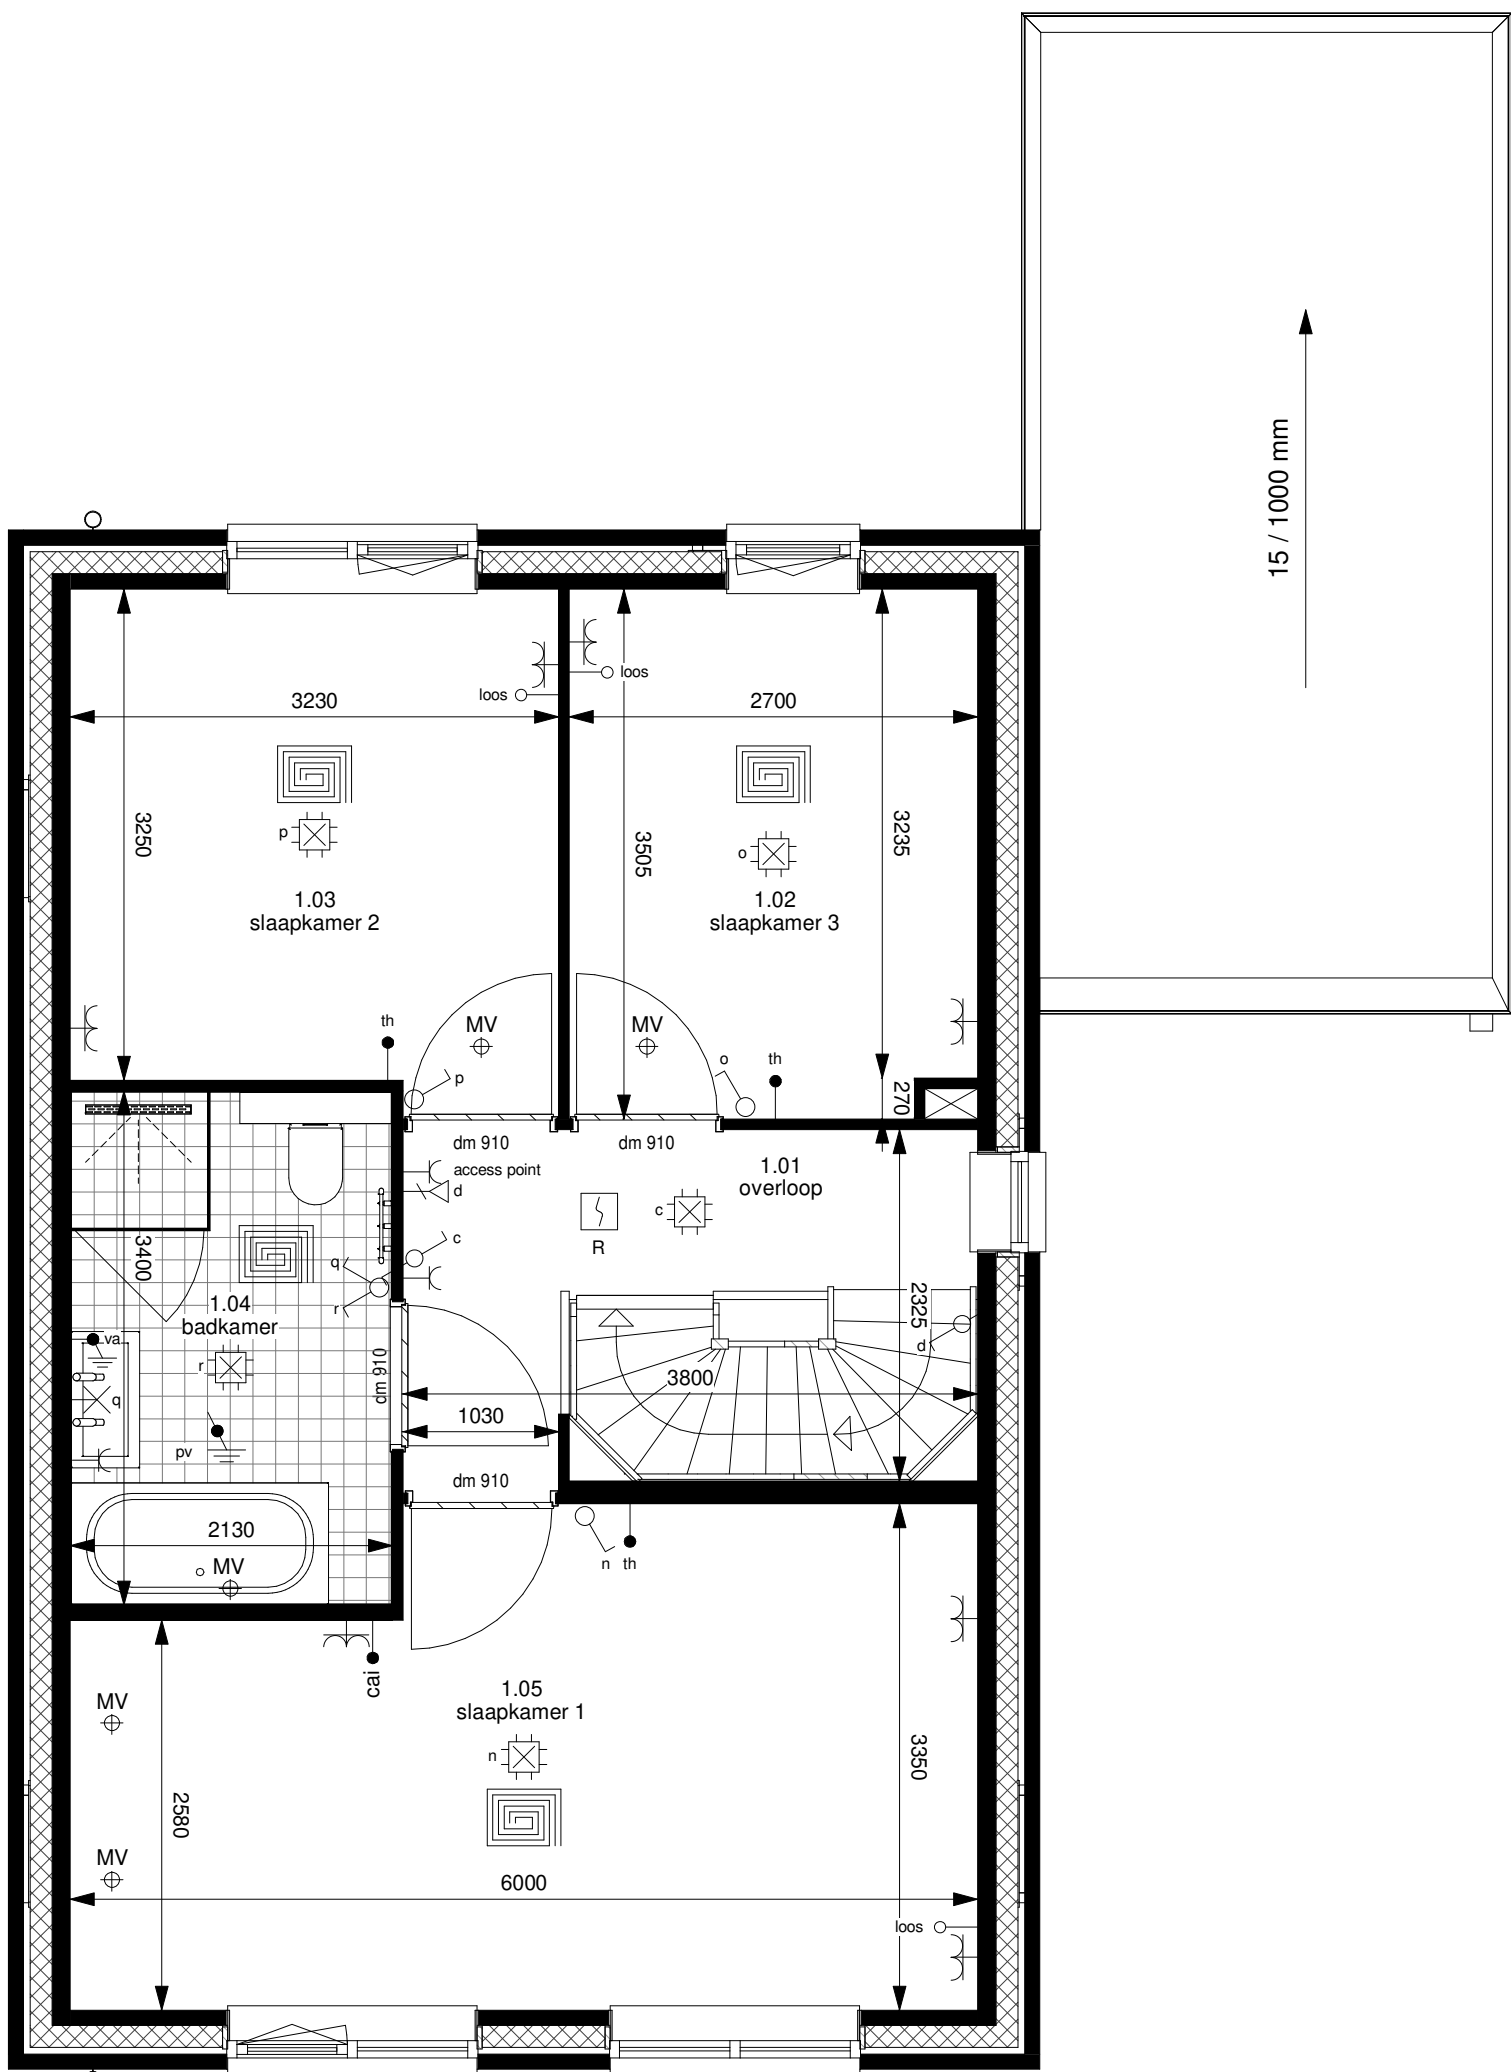 15 / 1000 mm
loos
loos
3230
2700
3250
3505
3235
p
o
1.03
slaapkamer 2
1.02
slaapkamer 3
th
MV
MV
p
o
th
270
dm 910
dm 910
access point
d
1.01
overloop
c
R
c
3400
q
r
1.04
badkamer
va
r
q
pv
dm 910
2325
d
3800
1030
dm 910
2130
MV
n
th
cai
MV
1.05
slaapkamer 1
n
3350
2580
MV
6000
loos